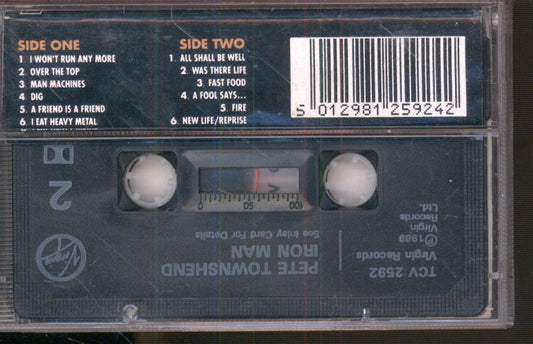 SIDE ONE
1. I WON'T RUN ANY MORE
2. OVER THE TOP
3. MAN MACHINES
4. DIG
5. A FRIEND IS A FRIEND
6. I EAT HEAVY METAL
SIDE TWO
1. ALL SHALL BE WELL
2. WAS THERE LIFE
3. FAST FOOD
4. A FOOL SAYS...
5. FIRE
6. NEW LIFE/REPRISE
5 012981 259242
2
0 50 100
PETE TOWNSHEND
IRON MAN
See Inlay Card For Details
TCV 2592
Virgin Records
℗1989
Virgin
Records
Ltd.
Virgin